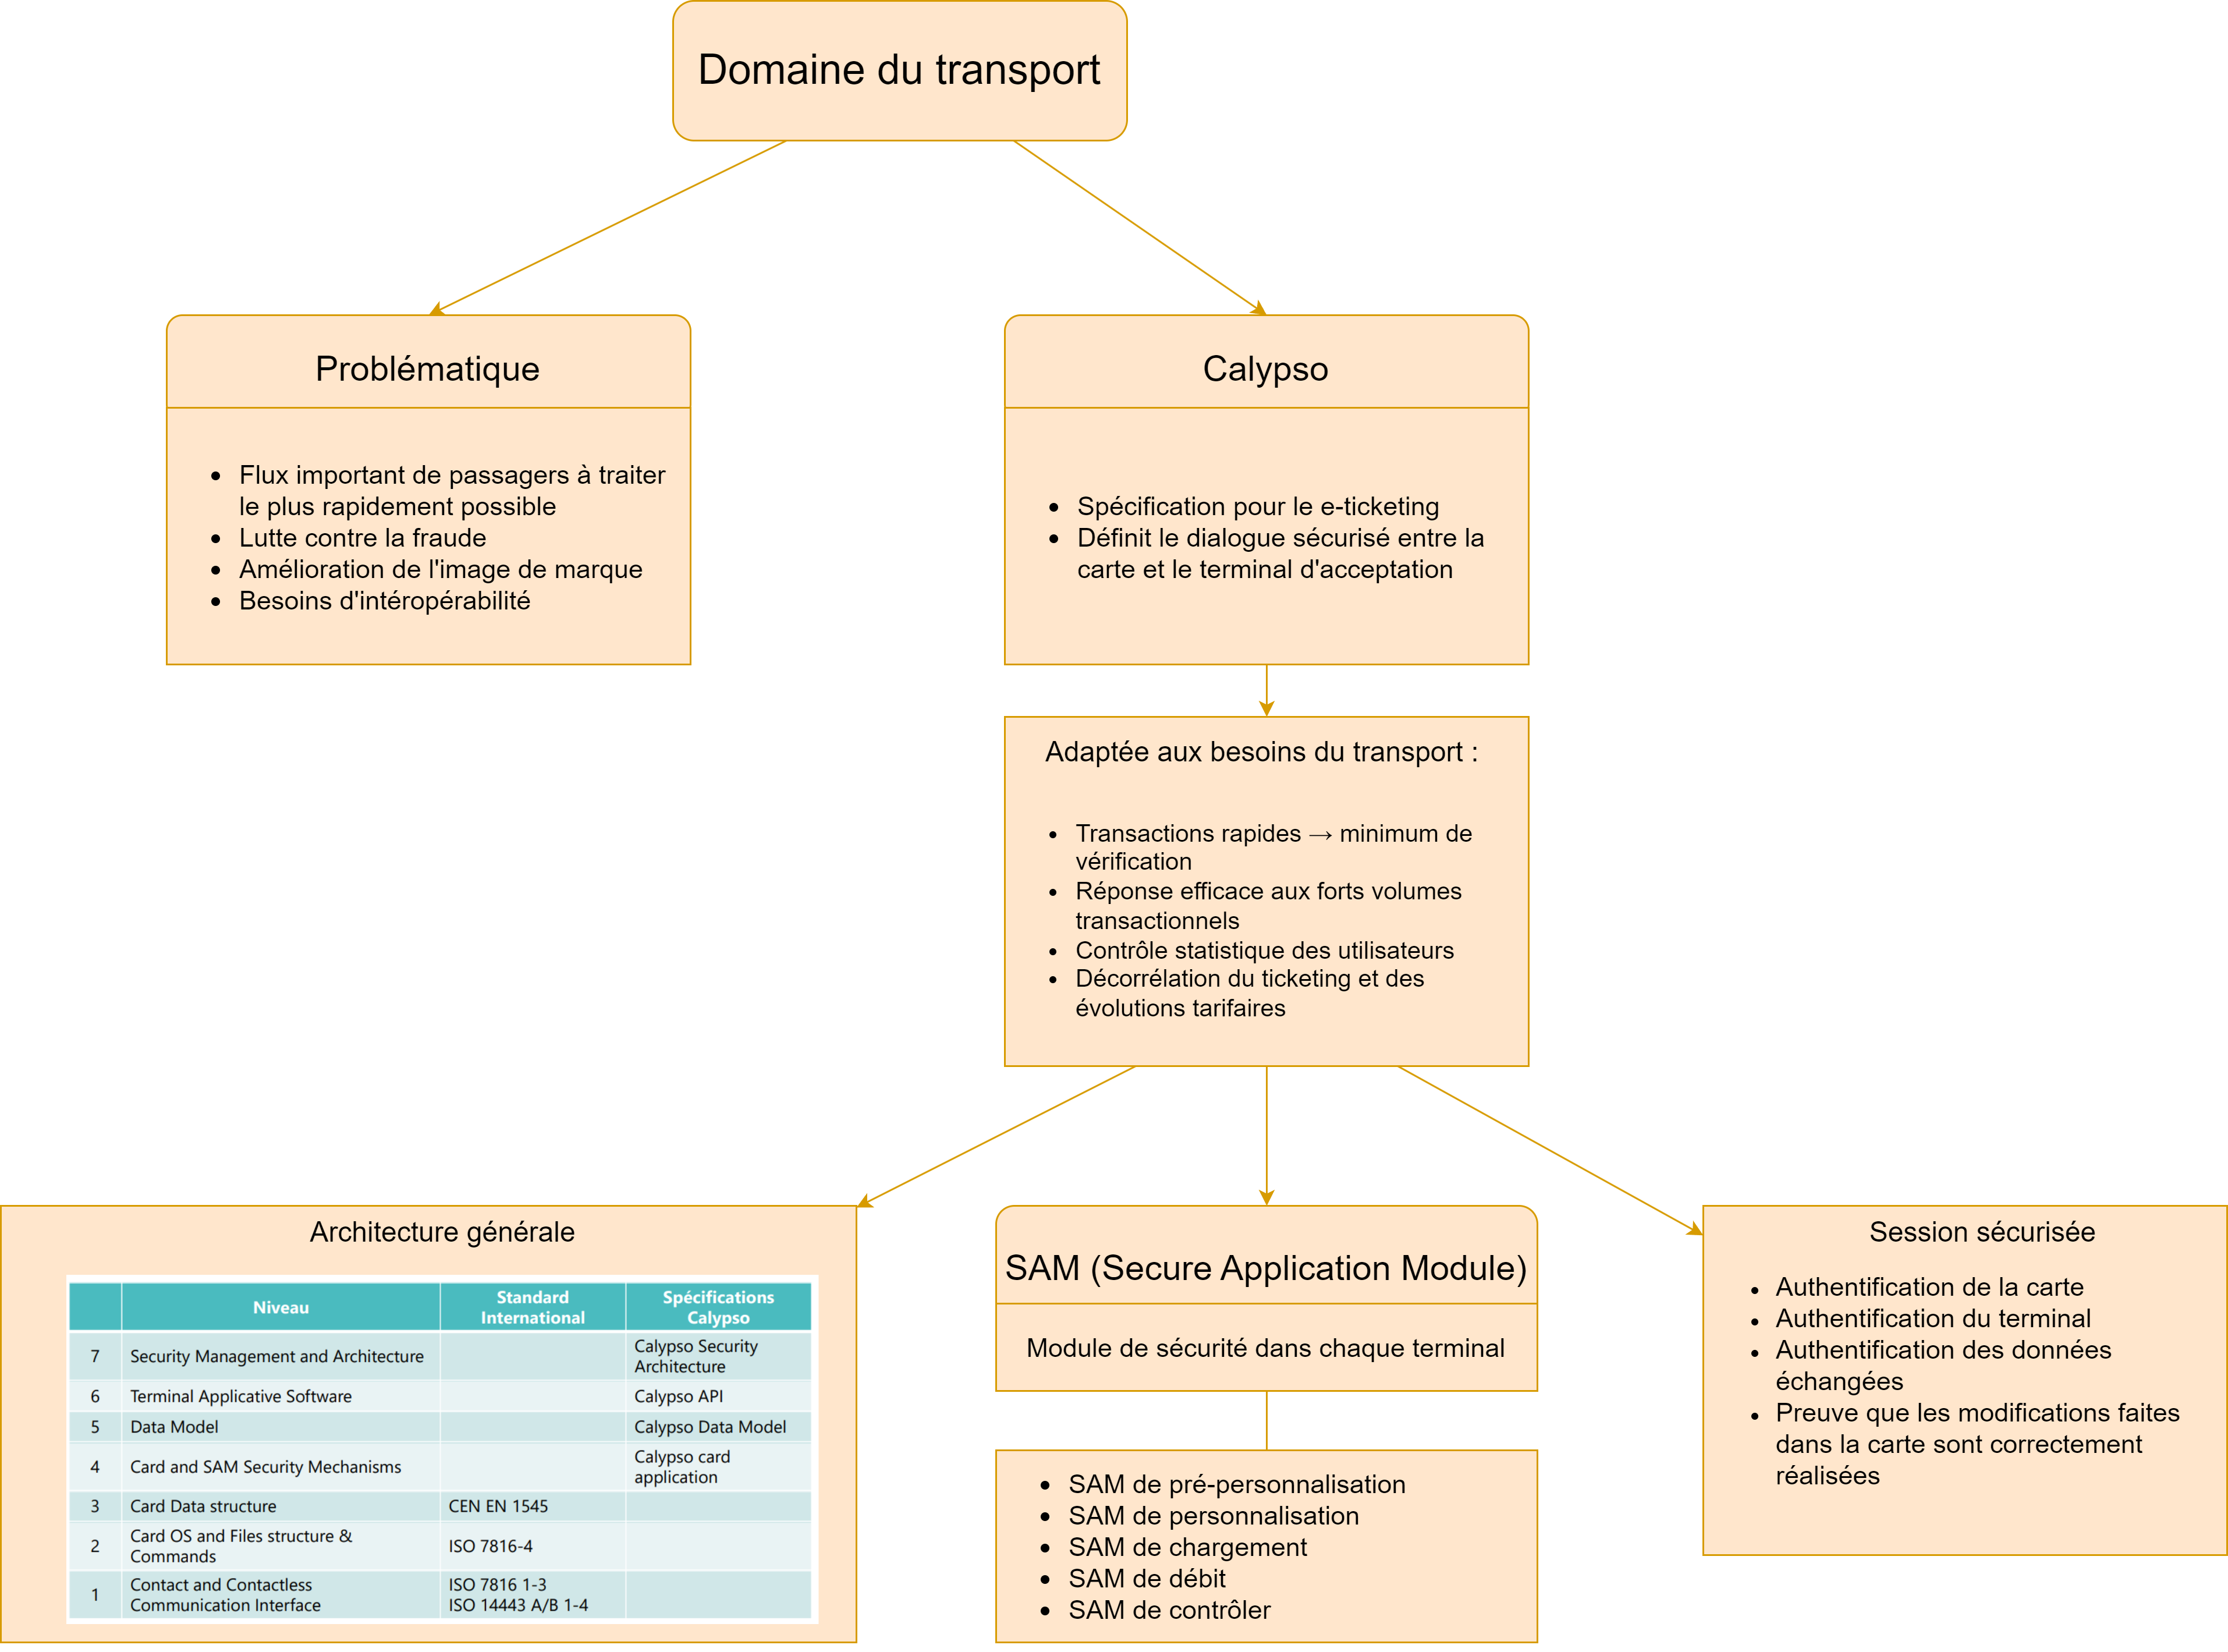 Domaine du transport
Problématique
• Flux important de passagers à traiter
le plus rapidement possible
• Lutte contre la fraude
• Amélioration de l'image de marque
• Besoins d'intéropérabilité
Calypso
• Spécification pour le e-ticketing
• Définit le dialogue sécurisé entre la
carte et le terminal d'acceptation
Adaptée aux besoins du transport :
• Transactions rapides → minimum de
vérification
• Réponse efficace aux forts volumes
transactionnels
• Contrôle statistique des utilisateurs
• Décorrélation du ticketing et des
évolutions tarifaires
Architecture générale
Niveau
Standard
International
Spécifications
Calypso
7 Security Management and Architecture
Calypso Security
Architecture
6 Terminal Applicative Software Calypso API
5 Data Model Calypso Data Model
4 Card and SAM Security Mechanisms
Calypso card
application
3 Card Data structure CEN EN 1545
2
Card OS and Files structure &
Commands
ISO 7816-4
1
Contact and Contactless
Communication Interface
ISO 7816 1-3
ISO 14443 A/B 1-4
SAM (Secure Application Module)
Module de sécurité dans chaque terminal
• SAM de pré-personnalisation
• SAM de personnalisation
• SAM de chargement
• SAM de débit
• SAM de contrôler
Session sécurisée
• Authentification de la carte
• Authentification du terminal
• Authentification des données
échangées
• Preuve que les modifications faites
dans la carte sont correctement
réalisées